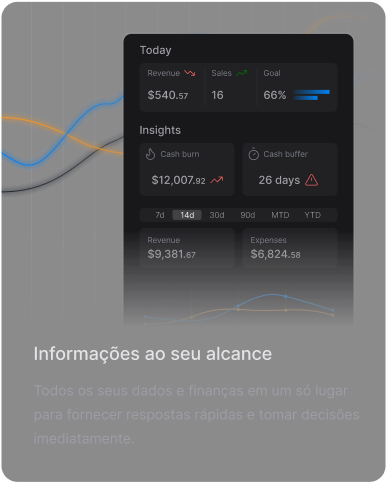 Today
Revenue Sales Goal
$540.57 16 66%
Insights
Cash burn Cash buffer
$12,007.92 26 days
7d 14d 30d 90d MTD YTD
Revenue Expenses
$9,381.67 $6,824.58
Informações ao seu alcance
Todos os seus dados e finanças em um só lugar
para fornecer respostas rápidas e tomar decisões
imediatamente.